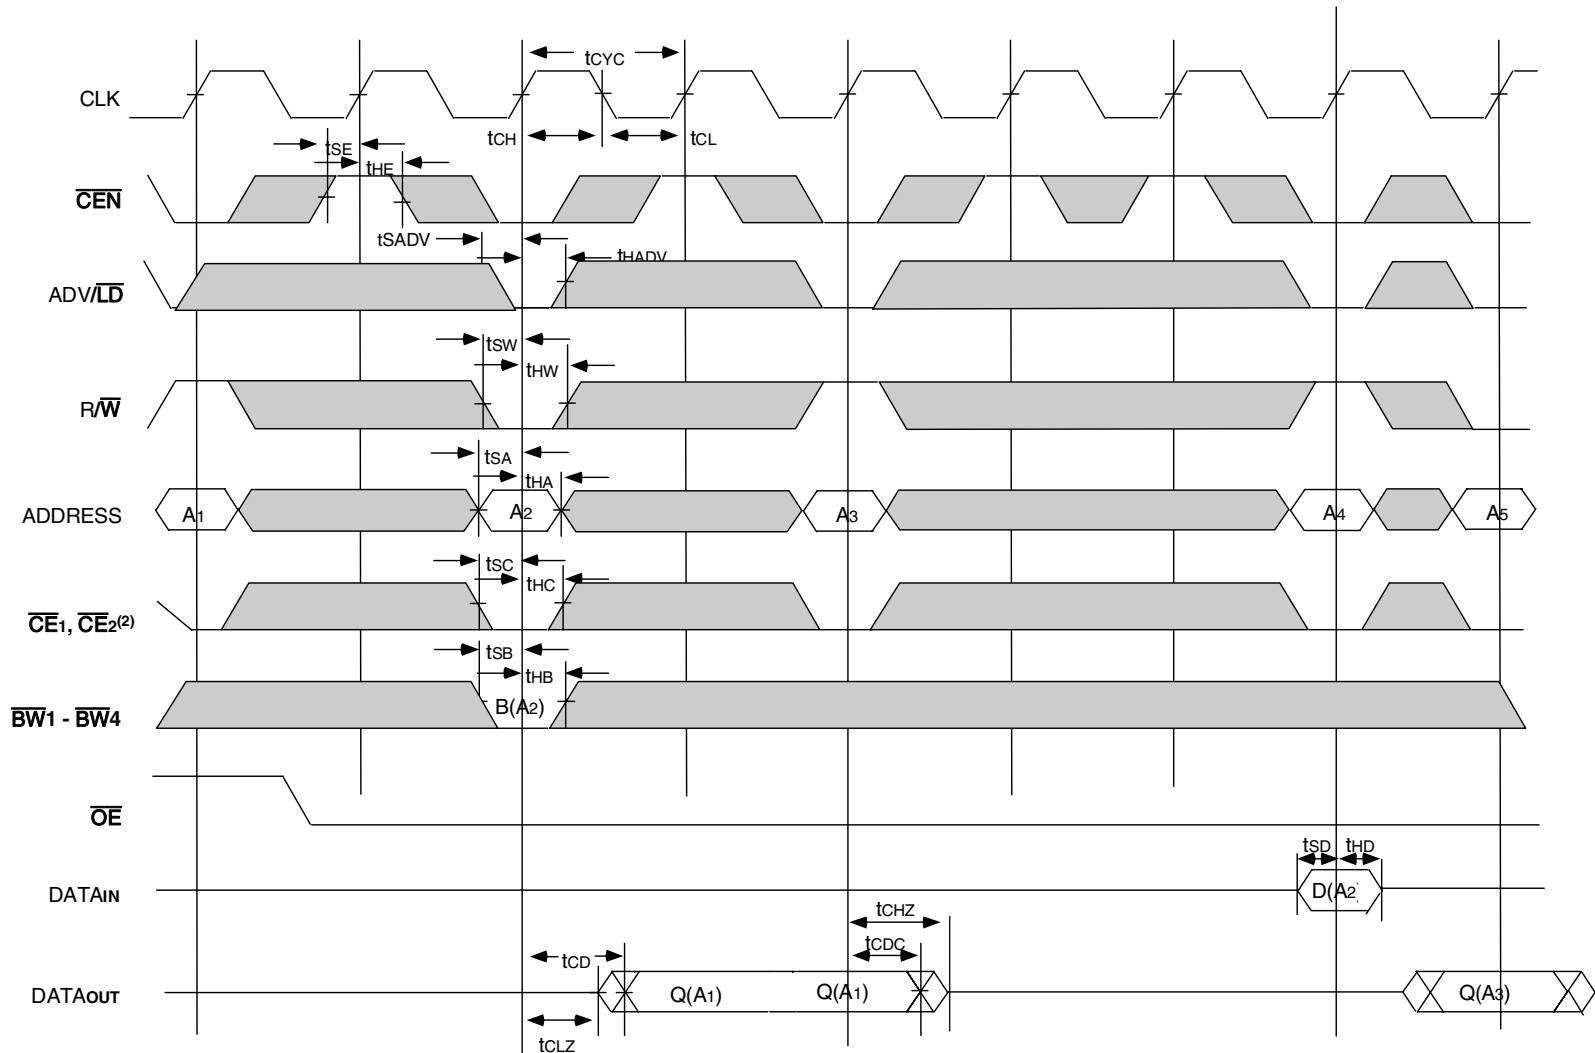 tCYC
CLK
tCH
tCL
tSE
tHE
CEN
tSADV
tHADV
ADV/LD
tSW
tHW
R/W
tSA
tHA
ADDRESS
A1
A2
A3
A4
A5
tSC
tHC
CE1, CE2(2)
tSB
tHB
B(A2)
BW1 - BW4
OE
tSD
tHD
DATAIN
D(A2)
tCHZ
tCD
tCDC
DATAOUT
Q(A1)
Q(A1)
Q(A3)
tCLZ